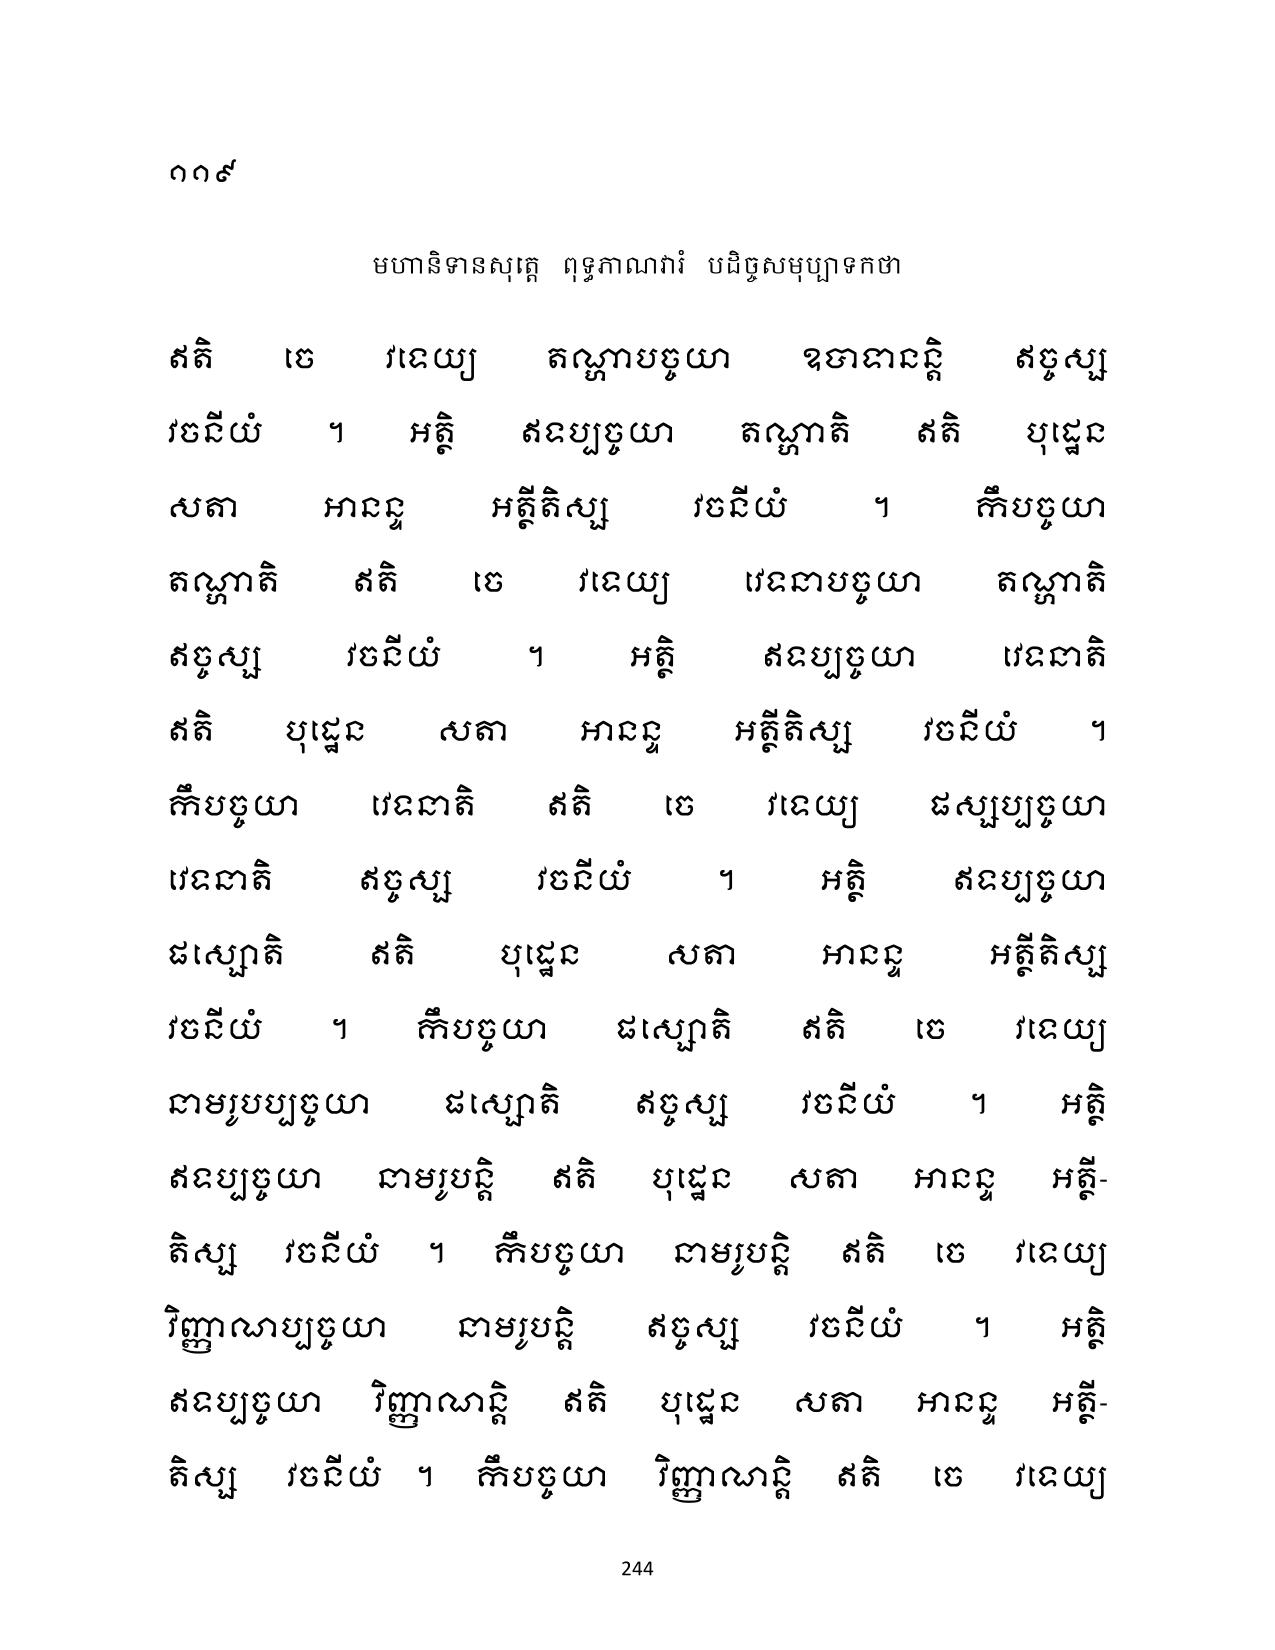 ១១៩
មហានិទានសុត្តេ ពុទ្ធភាណវារំ បដិច្ចសមុប្បាទកថា
ឥតិ ចេ វទេយ្យ តណ្ហាបច្ចយា ឧបាទានន្តិ ឥច្ចស្ស
វចនីយំ ។ អត្ថិ ឥទប្បច្ចយា តណ្ហាតិ ឥតិ បុដ្ឋេន
សតា អានន្ទ អត្ថីតិស្ស វចនីយំ ។ កឹបច្ចយា
តណ្ហាតិ ឥតិ ចេ វទេយ្យ វេទនាបច្ចយា តណ្ហាតិ
ឥច្ចស្ស វចនីយំ ។ អត្ថិ ឥទប្បច្ចយា វេទនាតិ
ឥតិ បុដ្ឋេន សតា អានន្ទ អត្ថីតិស្ស វចនីយំ ។
កឹបច្ចយា វេទនាតិ ឥតិ ចេ វទេយ្យ ផស្សប្បច្ចយា
វេទនាតិ ឥច្ចស្ស វចនីយំ ។ អត្ថិ ឥទប្បច្ចយា
ផស្សោតិ ឥតិ បុដ្ឋេន សតា អានន្ទ អត្ថីតិស្ស
វចនីយំ ។ កឹបច្ចយា ផស្សោតិ ឥតិ ចេ វទេយ្យ
នាមរូបប្បច្ចយា ផស្សោតិ ឥច្ចស្ស វចនីយំ ។ អត្ថិ
ឥទប្បច្ចយា នាមរូបន្តិ ឥតិ បុដ្ឋេន សតា អានន្ទ អត្ថី-
តិស្ស វចនីយំ ។ កឹបច្ចយា នាមរូបន្តិ ឥតិ ចេ វទេយ្យ
វិញ្ញាណប្បច្ចយា នាមរូបន្តិ ឥច្ចស្ស វចនីយំ ។ អត្ថិ
ឥទប្បច្ចយា វិញ្ញាណន្តិ ឥតិ បុដ្ឋេន សតា អានន្ទ អត្ថី-
តិស្ស វចនីយំ ។ កឹបច្ចយា វិញ្ញាណន្តិ ឥតិ ចេ វទេយ្យ
244